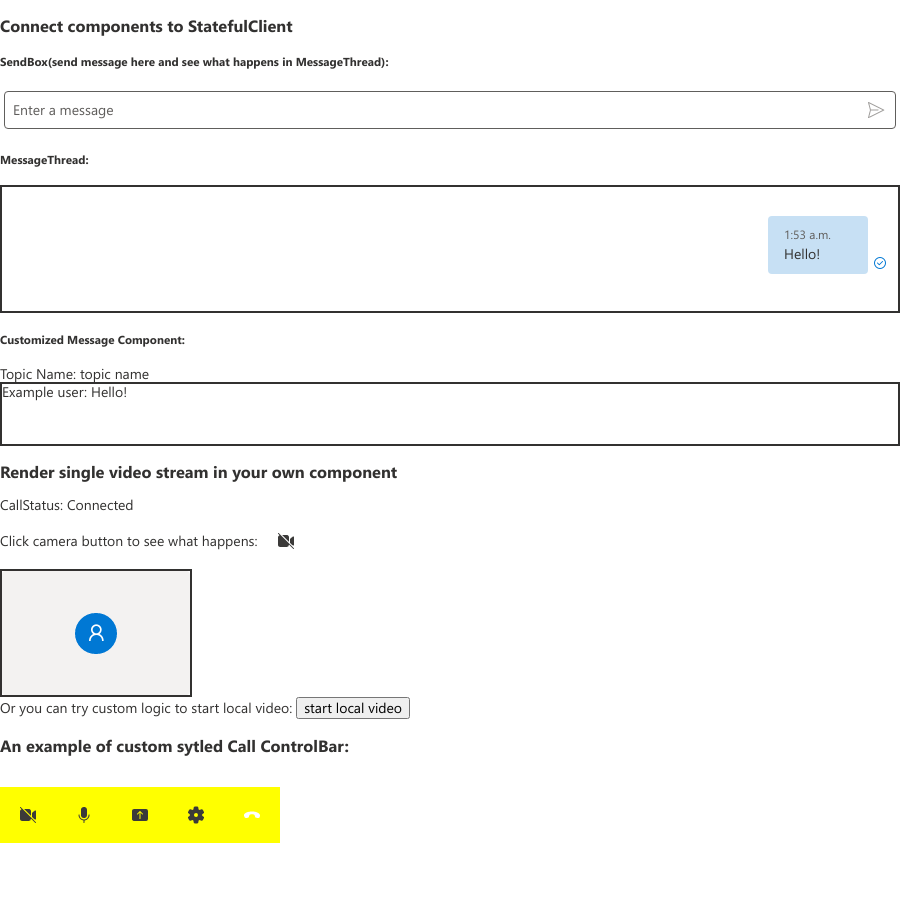 Connect components to StatefulClient
SendBox(send message here and see what happens in MessageThread):
Enter a message
MessageThread:
1:53 a.m.
Hello!
Customized Message Component:
Topic Name: topic name
Example user: Hello!
Render single video stream in your own component
CallStatus: Connected
Click camera button to see what happens:
Or you can try custom logic to start local video: start local video
An example of custom sytled Call ControlBar: